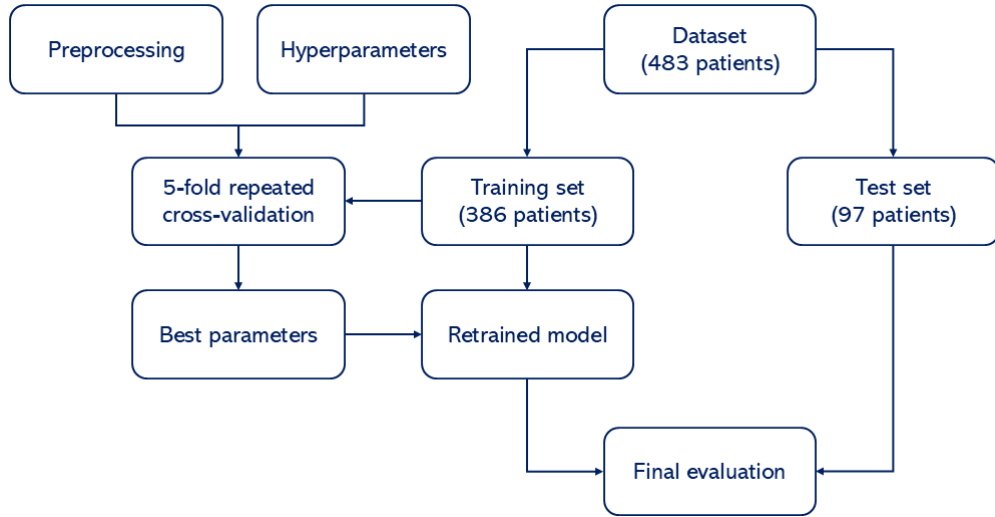 Preprocessing
Hyperparameters
Dataset
(483 patients)
5-fold repeated
cross-validation
Training set
(386 patients)
Test set
(97 patients)
Best parameters
Retrained model
Final evaluation